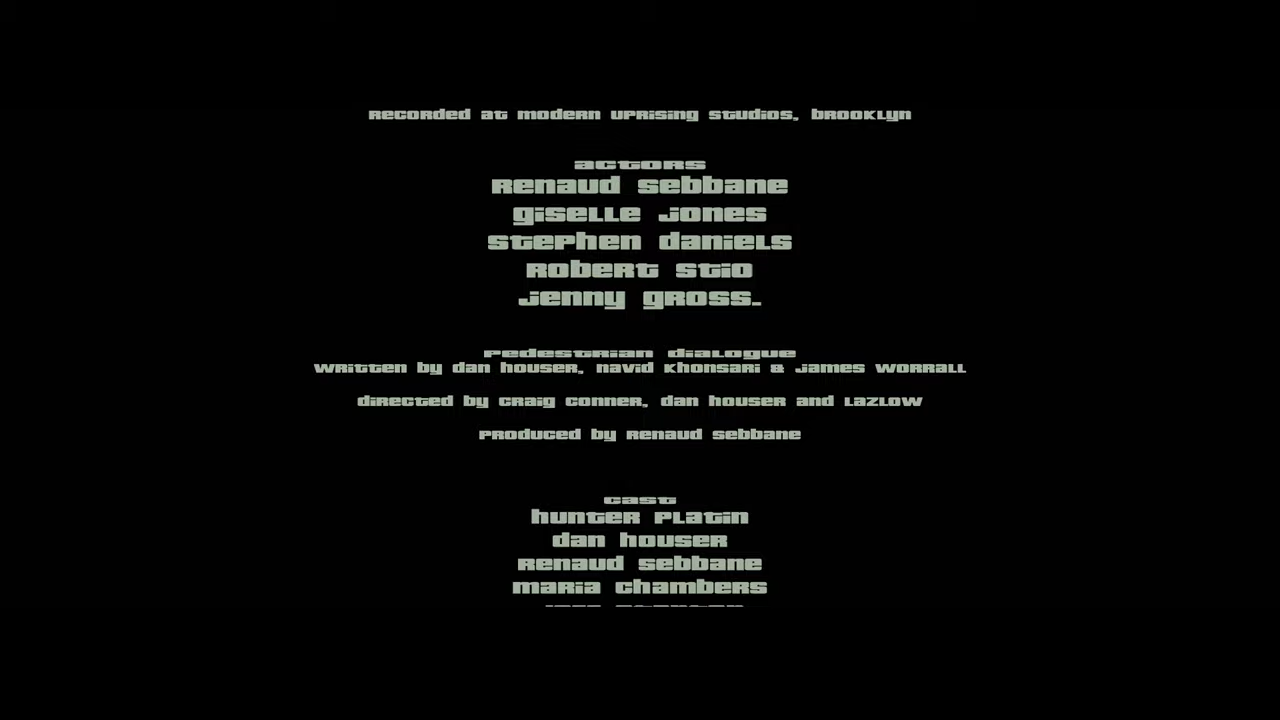 Recorded at Modern Uprising Studios, Brooklyn
Actors
Renaud Sebbane
Giselle Jones
Stephen Daniels
Robert Stio
Jenny Gross.
Pedestrian Dialogue
Written by Dan Houser, Navid Khonsari & James Worrall
Directed by Craig Conner, Dan Houser and Lazlow
Produced by Renaud Sebbane
Cast
Hunter Platin
Dan Houser
Renaud Sebbane
Maria Chambers